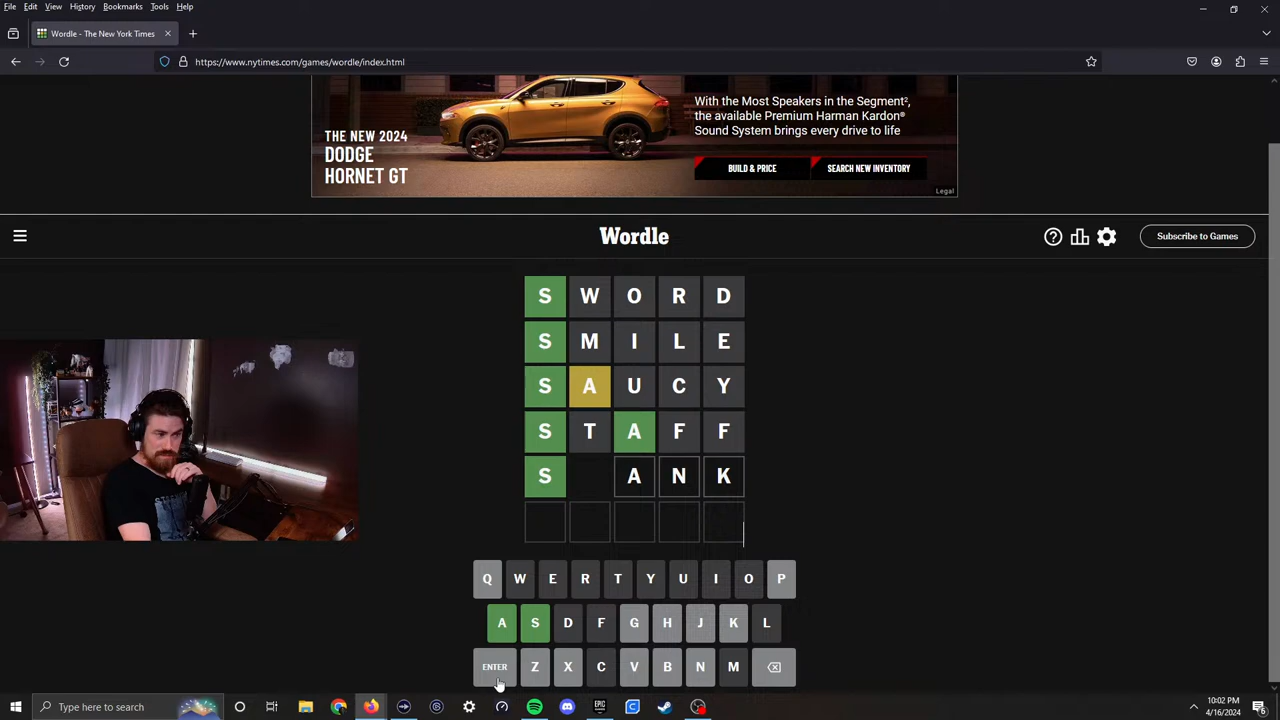 File Edit View History Bookmarks Tools Help
Wordle - The New York Times
https://www.nytimes.com/games/wordle/index.html
THE NEW 2024
DODGE
HORNET GT
With the Most Speakers in the Segment²,
the available Premium Harman Kardon®
Sound System brings every drive to life
BUILD & PRICE
SEARCH NEW INVENTORY
Legal
Wordle
Subscribe to Games
S W O R D
S M I L E
S A U C Y
S T A F F
S A N K
Q W E R T Y U I O P
A S D F G H J K L
ENTER Z X C V B N M
Type here to search
10:02 PM
4/16/2024